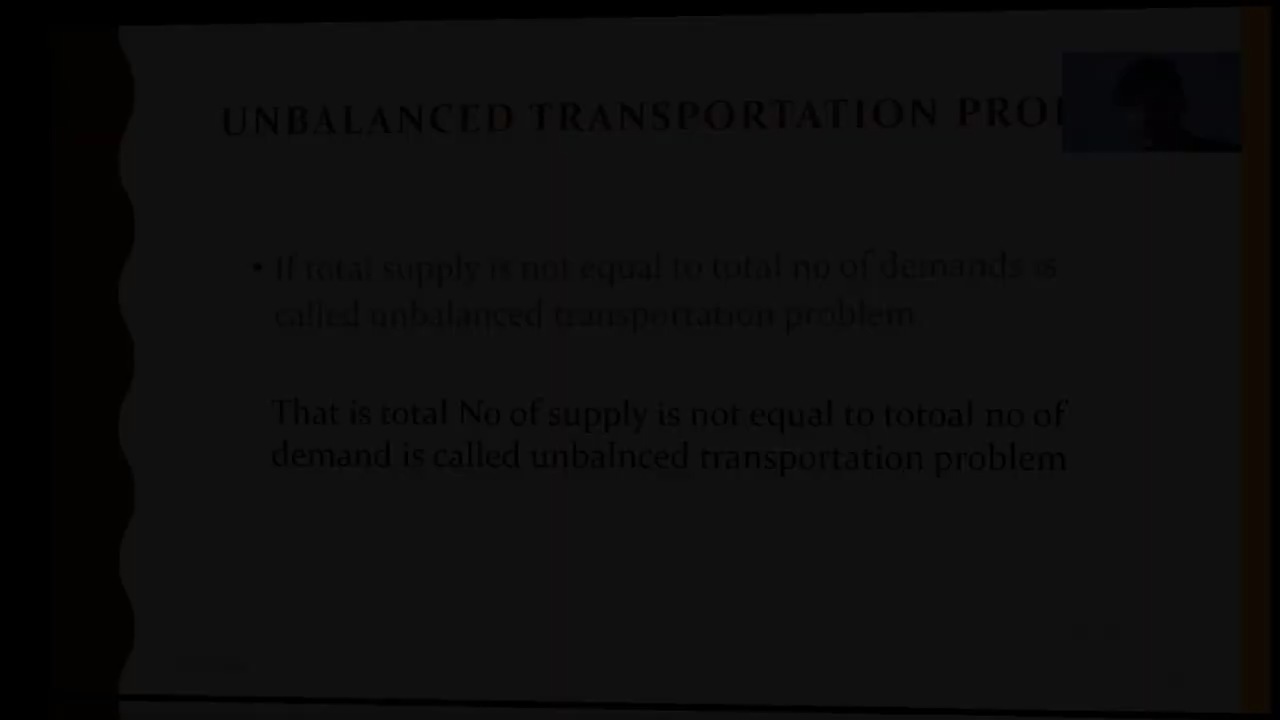 UNBALANCED TRANSPORTATION PRO
• If total supply is not equal to total no of demands is
called unbalanced transportation problem.
That is total No of supply is not equal to totoal no of
demand is called unbalnced transportation problem